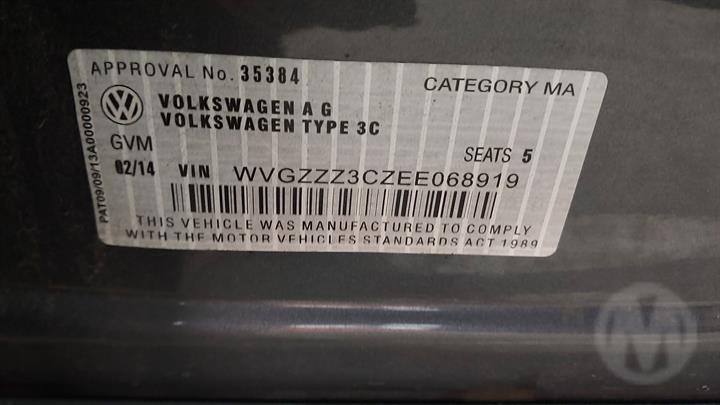 APPROVAL No. 35384
CATEGORY MA
VOLKSWAGEN AG
VOLKSWAGEN TYPE 3C
GVM
SEATS 5
02/14 VIN WVGZZZ3CZEE068919
THIS VEHICLE WAS MANUFACTURED TO COMPLY
WITH THE MOTOR VEHICLES STANDARDS ACT 1989
PAT09/09/13A00000923